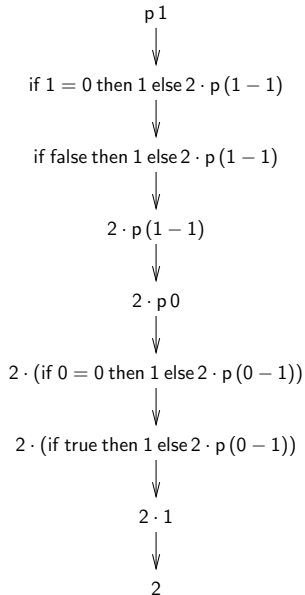 p 1
if 1 = 0 then 1 else 2 · p (1 − 1)
if false then 1 else 2 · p (1 − 1)
2 · p (1 − 1)
2 · p 0
2 · (if 0 = 0 then 1 else 2 · p (0 − 1))
2 · (if true then 1 else 2 · p (0 − 1))
2 · 1
2